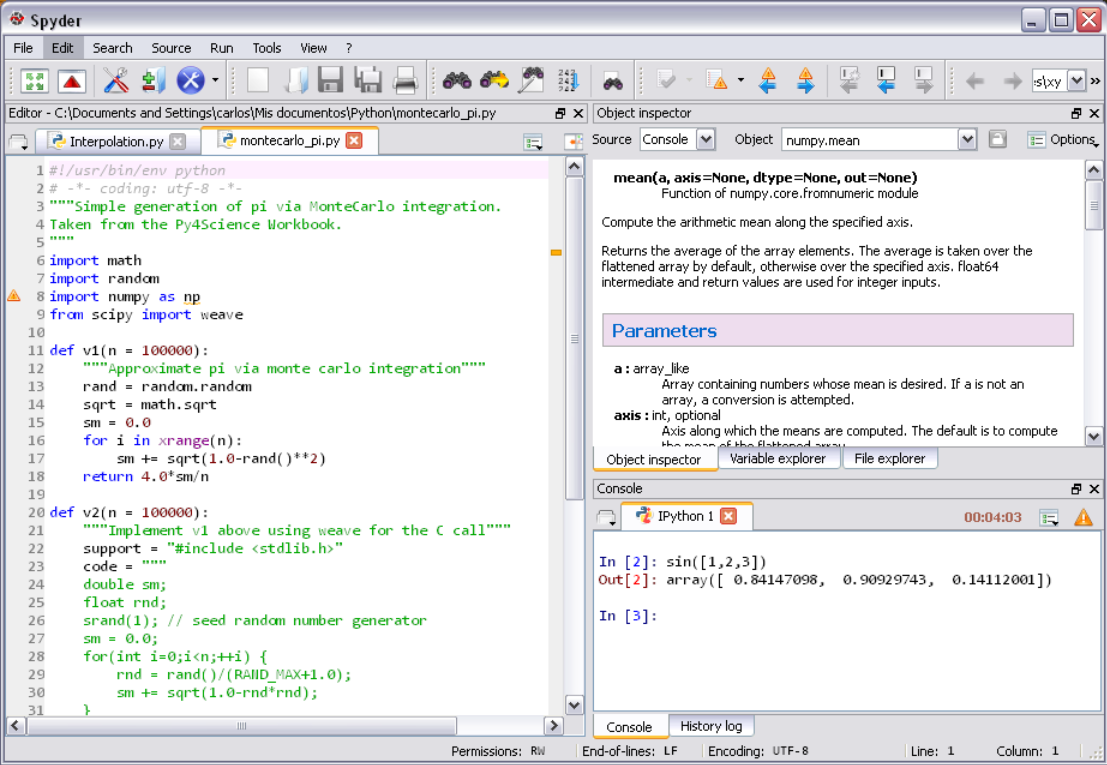 Spyder
File Edit Search Source Run Tools View ?
s\xy
Editor - C:\Documents and Settings\carlos\Mis documentos\Python\montecarlo_pi.py
Interpolation.py montecarlo_pi.py
1 #!/usr/bin/env python
2 # -*- coding: utf-8 -*-
3 """Simple generation of pi via MonteCarlo integration.
4 Taken from the Py4Science Workbook.
5 """
6 import math
7 import random
8 import numpy as np
9 from scipy import weave
10
11 def v1(n = 100000):
12     """Approximate pi via monte carlo integration"""
13     rand = random.random
14     sqrt = math.sqrt
15     sm = 0.0
16     for i in xrange(n):
17         sm += sqrt(1.0-rand()**2)
18     return 4.0*sm/n
19
20 def v2(n = 100000):
21     """Implement v1 above using weave for the C call"""
22     support = "#include <stdlib.h>"
23     code = """
24     double sm;
25     float rnd;
26     srand(1); // seed random number generator
27     sm = 0.0;
28     for(int i=0;i<n;++i) {
29         rnd = rand()/(RAND_MAX+1.0);
30         sm += sqrt(1.0-rnd*rnd);
31     }
Object inspector
Source Console Object numpy.mean Options
mean(a, axis=None, dtype=None, out=None)
Function of numpy.core.fromnumeric module
Compute the arithmetic mean along the specified axis.
Returns the average of the array elements. The average is taken over the
flattened array by default, otherwise over the specified axis. float64
intermediate and return values are used for integer inputs.
Parameters
a : array_like
Array containing numbers whose mean is desired. If a is not an
array, a conversion is attempted.
axis : int, optional
Axis along which the means are computed. The default is to compute
the mean of the flattened array
Object inspector Variable explorer File explorer
Console
IPython 1 00:04:03
In [2]: sin([1,2,3])
Out[2]: array([ 0.84147098,  0.90929743,  0.14112001])
In [3]:
Console History log
Permissions: RW End-of-lines: LF Encoding: UTF-8 Line: 1 Column: 1